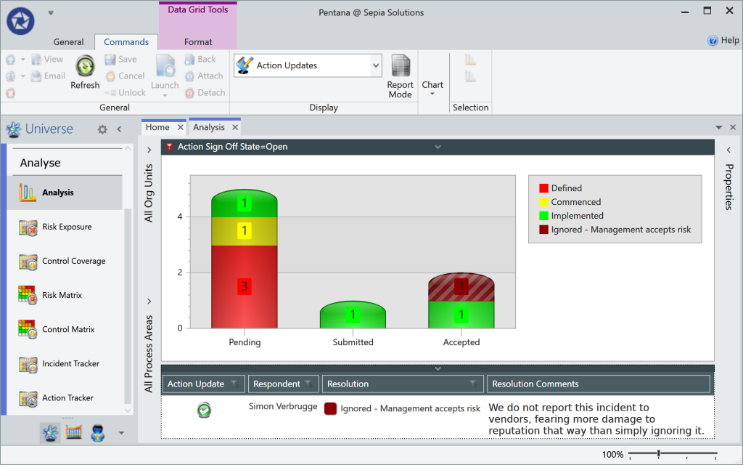 Data Grid Tools
Pentana @ Sepia Solutions
General
Commands
Format
Help
View
Email
Refresh
Save
Cancel
Unlock
Launch
Back
Attach
Detach
General
Action Updates
Report
Mode
Display
Chart
Selection
Universe
Home
Analysis
Analyse
Analysis
Risk Exposure
Control Coverage
Risk Matrix
Control Matrix
Incident Tracker
Action Tracker
All Org Units
All Process Areas
Action Sign Off State=Open
Properties
4
2
0
1
1
3
1
1
1
Pending
Submitted
Accepted
Defined
Commenced
Implemented
Ignored - Management accepts risk
Action Update
Respondent
Resolution
Resolution Comments
Simon Verbrugge
Ignored - Management accepts risk
We do not report this incident to
vendors, fearing more damage to
reputation that way than simply ignoring it.
100%